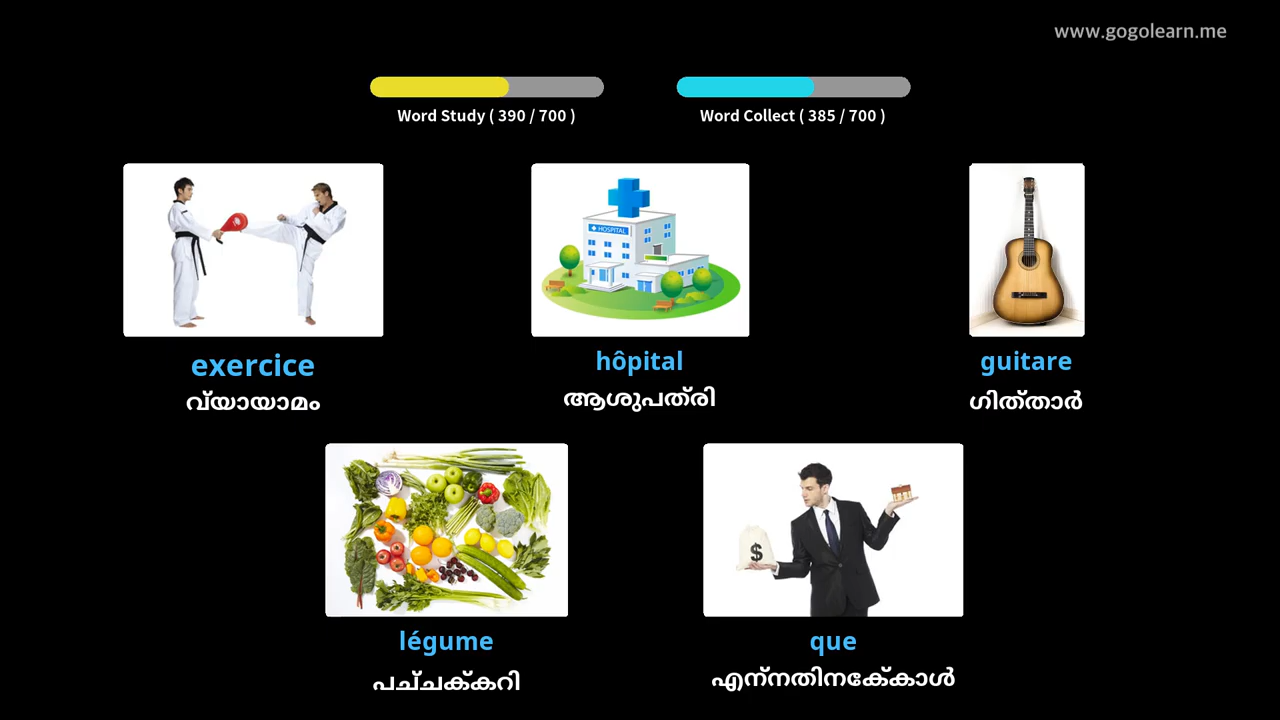 www.gogolearn.me
Word Study ( 390 / 700 )
Word Collect ( 385 / 700 )
HOSPITAL
exercice
വ്യായാമം
hôpital
ആശുപത്രി
guitare
ഗിത്താർ
$
légume
പച്ചക്കറി
que
എന്നതിനേക്കാൾ